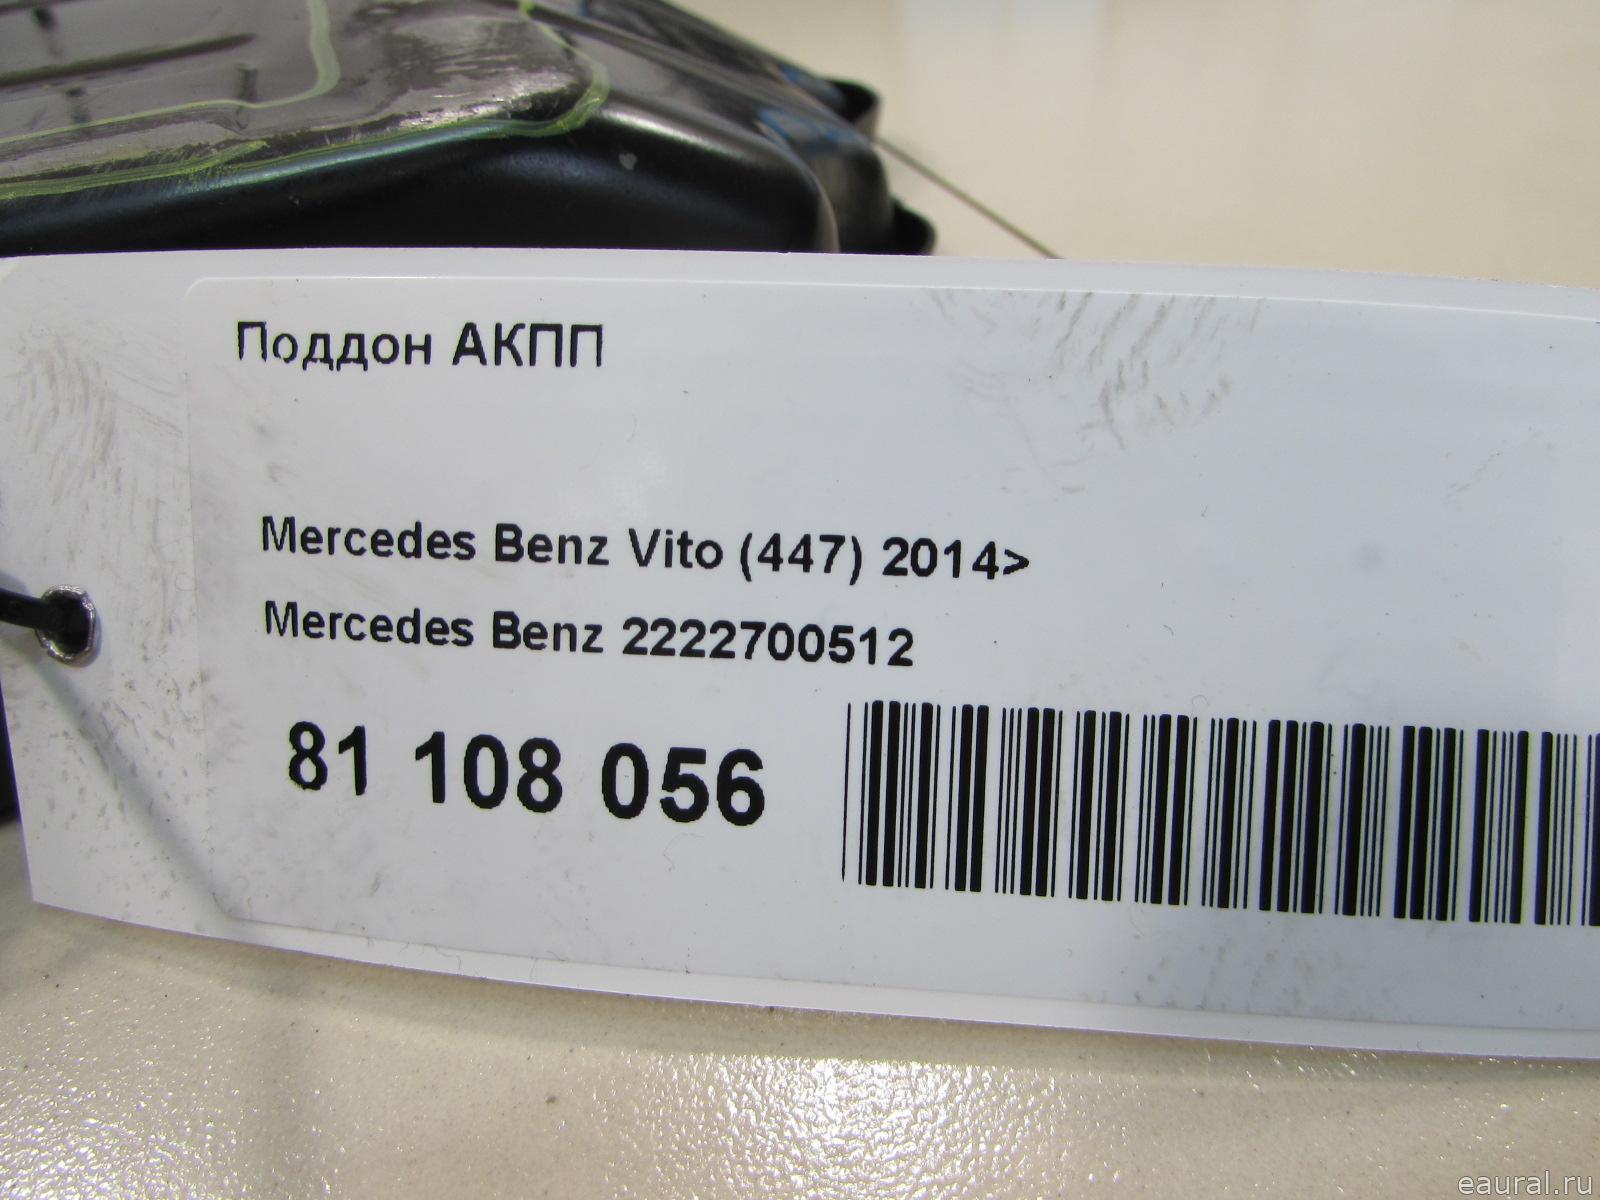 Поддон АКПП
Mercedes Benz Vito (447) 2014>
Mercedes Benz 2222700512
81 108 056
eaural.ru